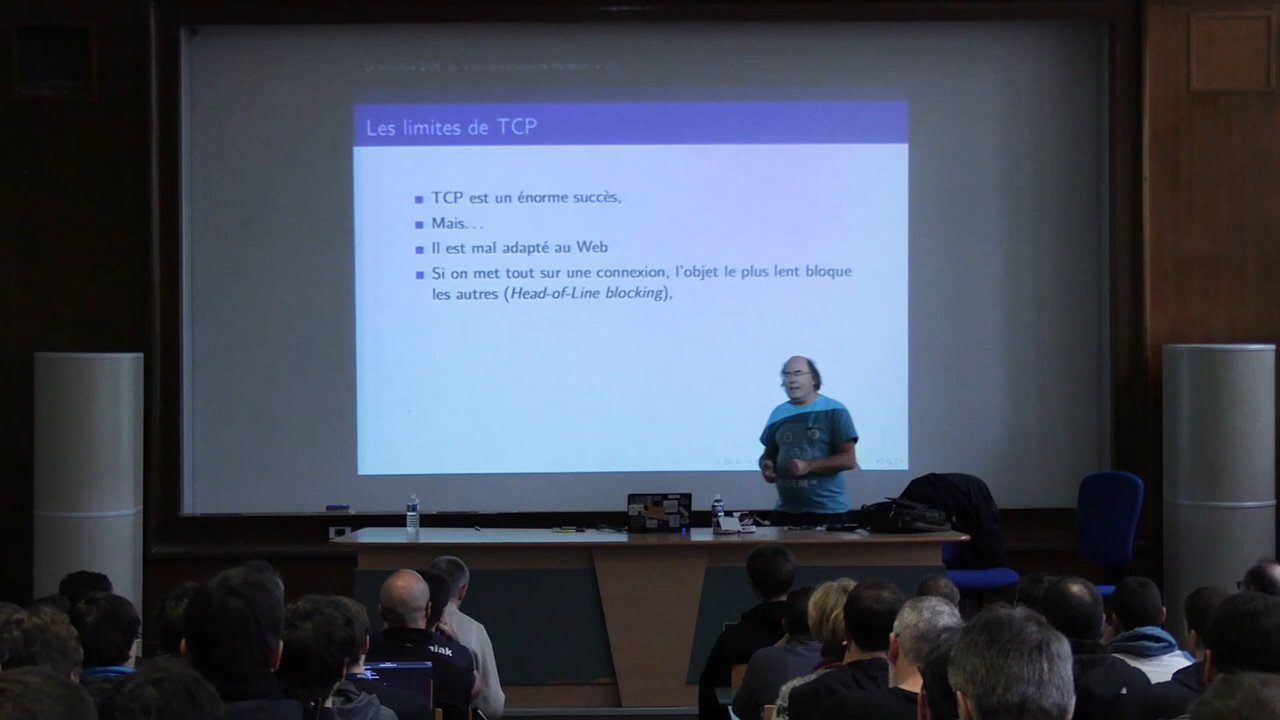 Les limites de TCP
TCP est un énorme succès,
Mais...
Il est mal adapté au Web
Si on met tout sur une connexion, l'objet le plus lent bloque
les autres (Head-of-Line blocking),